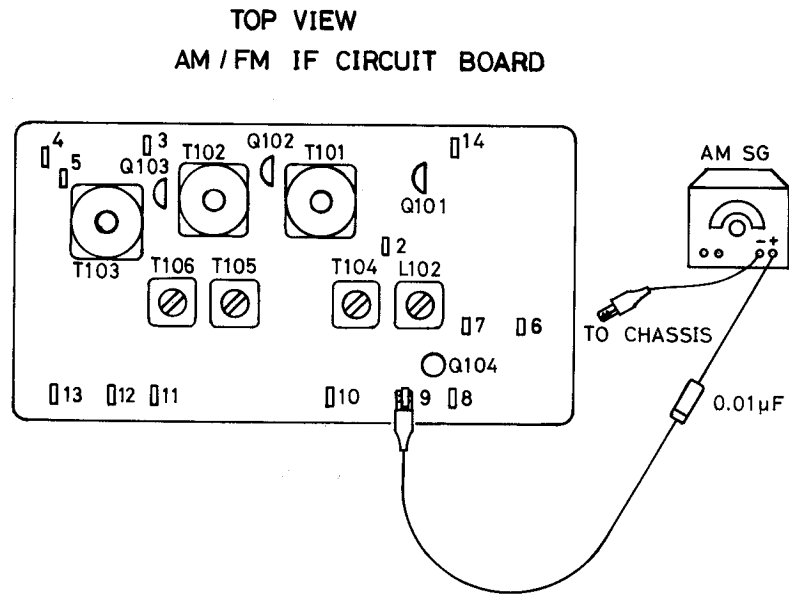 TOP VIEW
AM / FM IF CIRCUIT BOARD
4
5
3
Q103
T102
Q102
T101
14
Q101
AM SG
- +
2
T103
T106
T105
T104
L102
7
6
TO CHASSIS
Q104
13
12
11
10
9
8
0.01µF